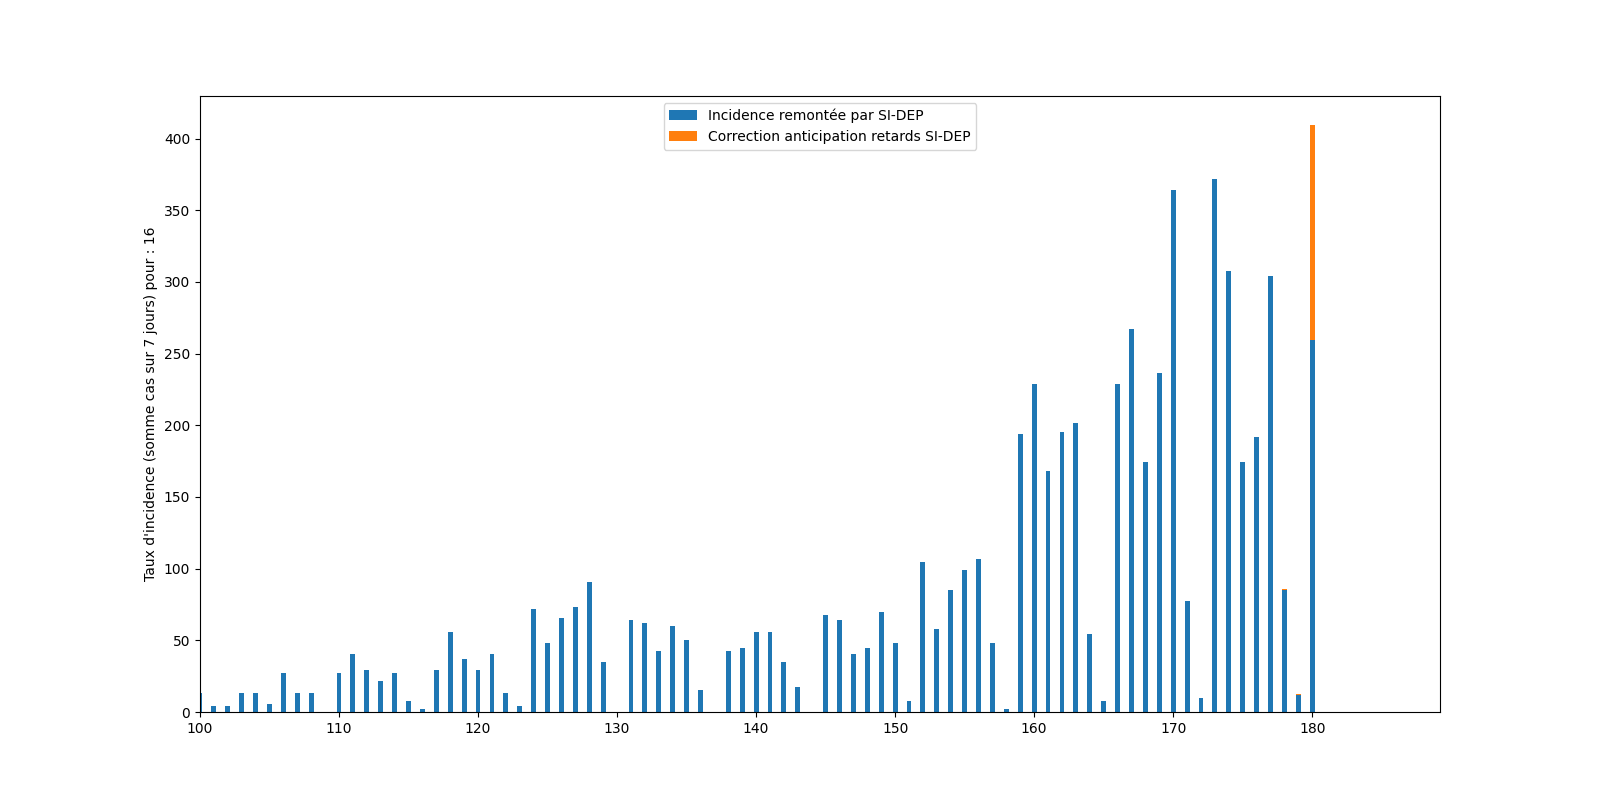 Incidence remontée par SI-DEP
Correction anticipation retards SI-DEP
Taux d'incidence (somme cas sur 7 jours) pour : 16
400
350
300
250
200
150
100
50
0
100 110 120 130 140 150 160 170 180